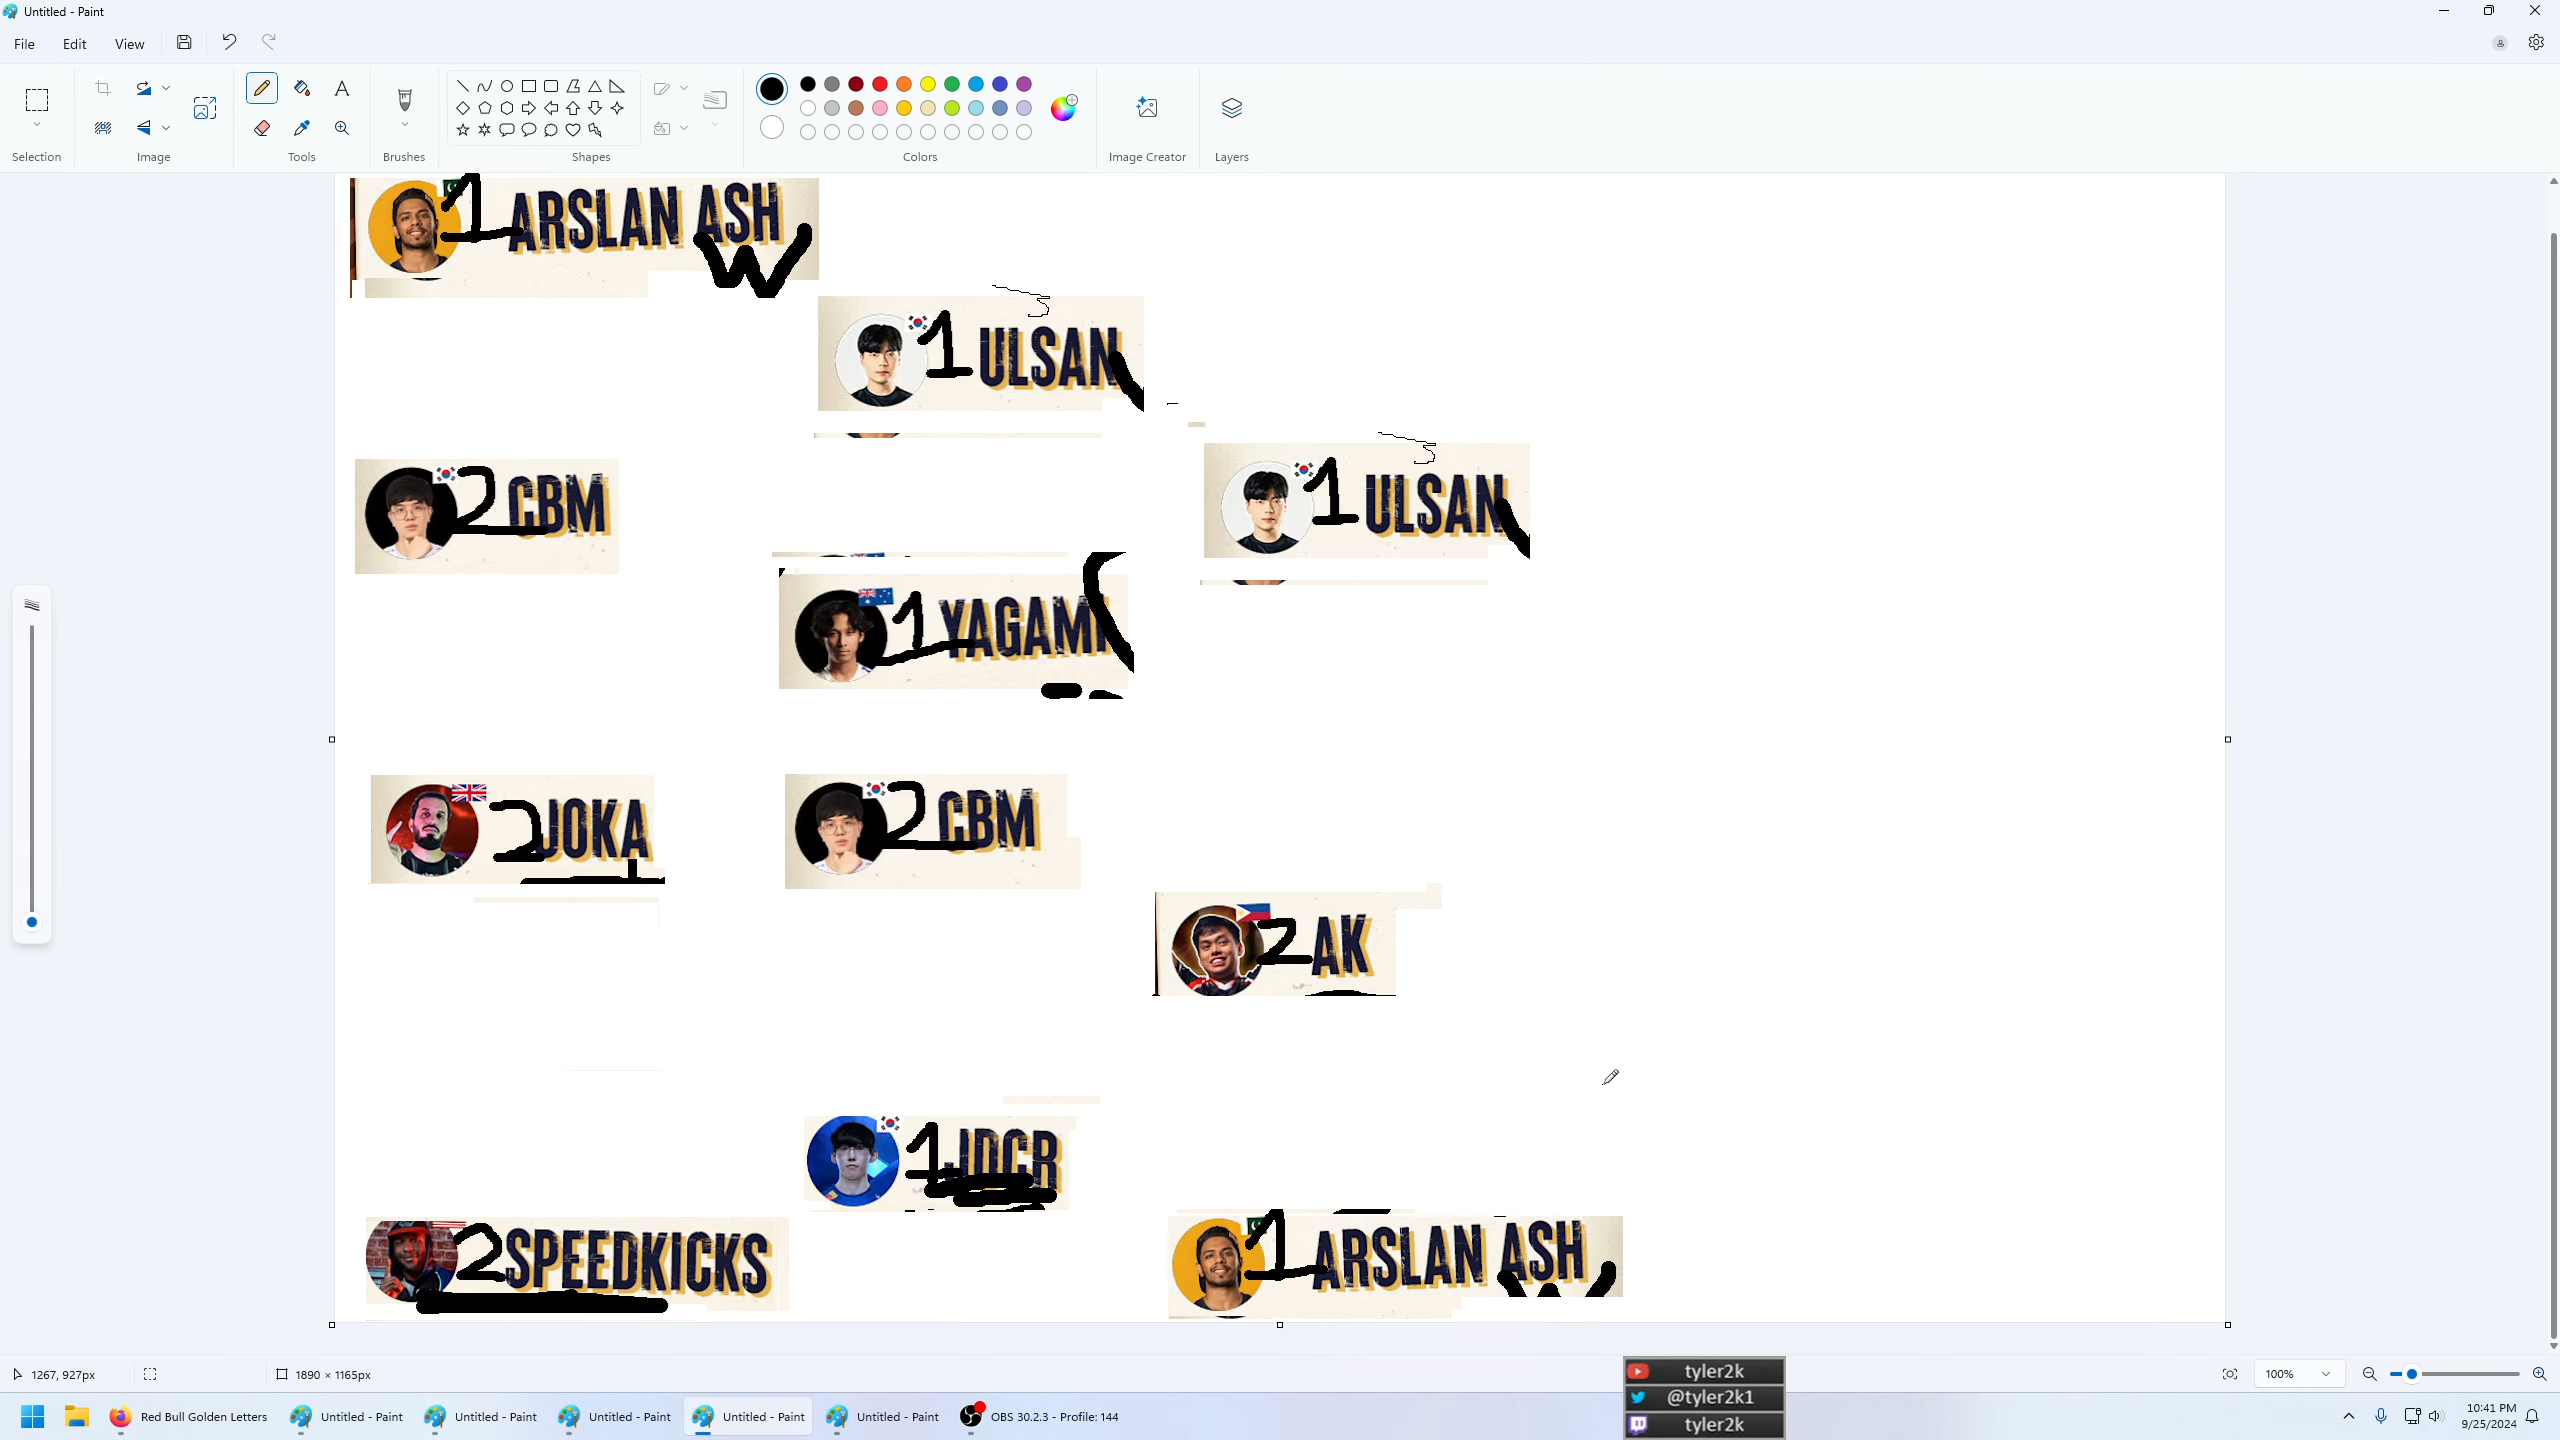 Untitled - Paint
File Edit View
Selection Image Tools Brushes Shapes Colors Image Creator Layers
1 ARSLAN ASH W
1 ULSAN
2 CBM
1 ULSAN
1 YAGAMI
2 JOKA
2 CBM
2 AK
1 JDCR
2 SPEEDKICKS
1 ARSLAN ASH W
1267, 927px
1890 × 1165px
100%
tyler2k
@tyler2k1
tyler2k
Red Bull Golden Letters
Untitled - Paint
Untitled - Paint
Untitled - Paint
Untitled - Paint
Untitled - Paint
OBS 30.2.3 - Profile: 144
10:41 PM
9/25/2024